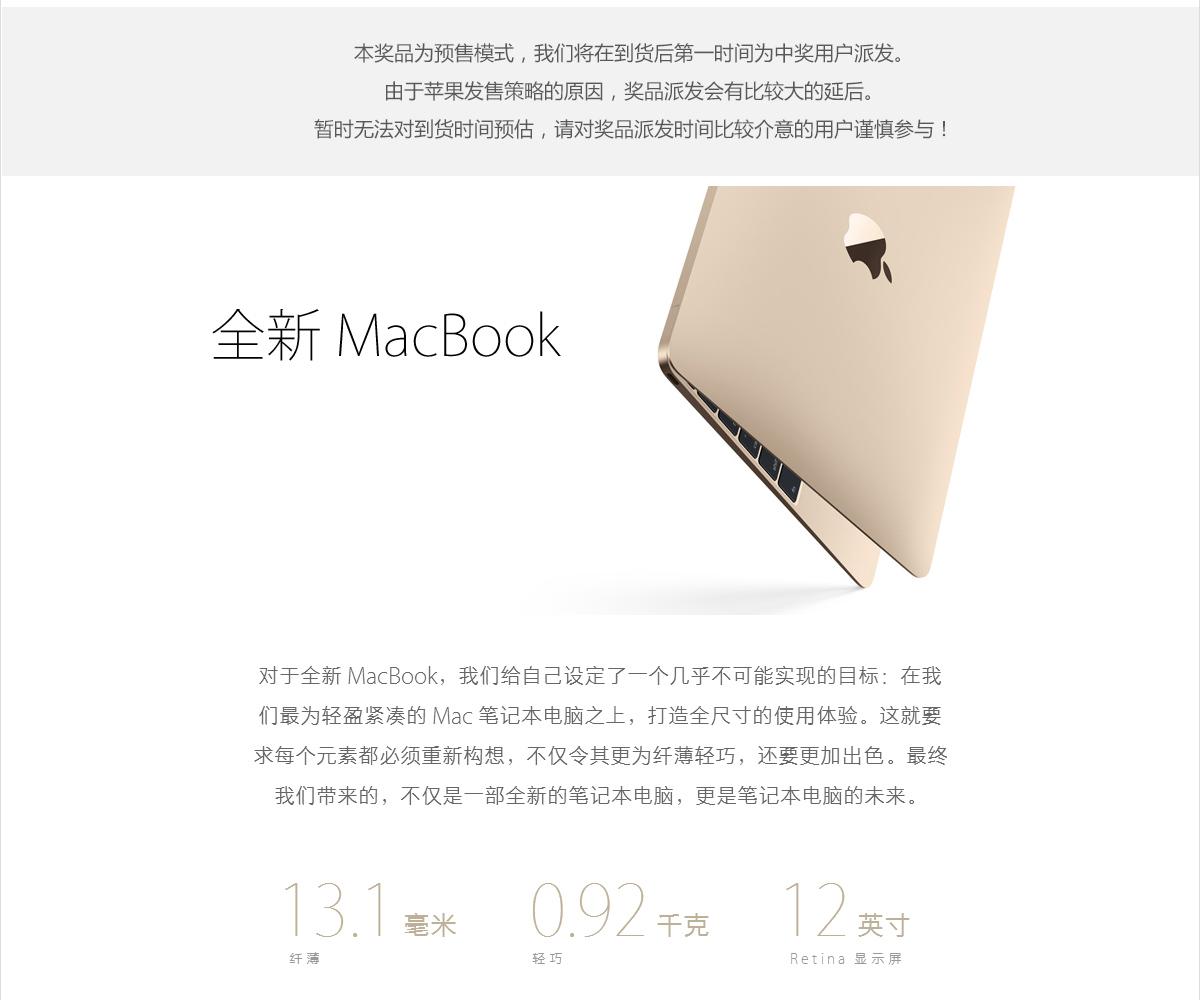 本奖品为预售模式，我们将在到货后第一时间为中奖用户派发。
由于苹果发售策略的原因，奖品派发会有比较大的延后。
暂时无法对到货时间预估，请对奖品派发时间比较介意的用户谨慎参与！
全新 MacBook
对于全新 MacBook，我们给自己设定了一个几乎不可能实现的目标：在我
们最为轻盈紧凑的 Mac 笔记本电脑之上，打造全尺寸的使用体验。这就要
求每个元素都必须重新构想，不仅令其更为纤薄轻巧，还要更加出色。最终
我们带来的，不仅是一部全新的笔记本电脑，更是笔记本电脑的未来。
13.1 毫米 0.92 千克 12 英寸
纤薄 轻巧 Retina 显示屏